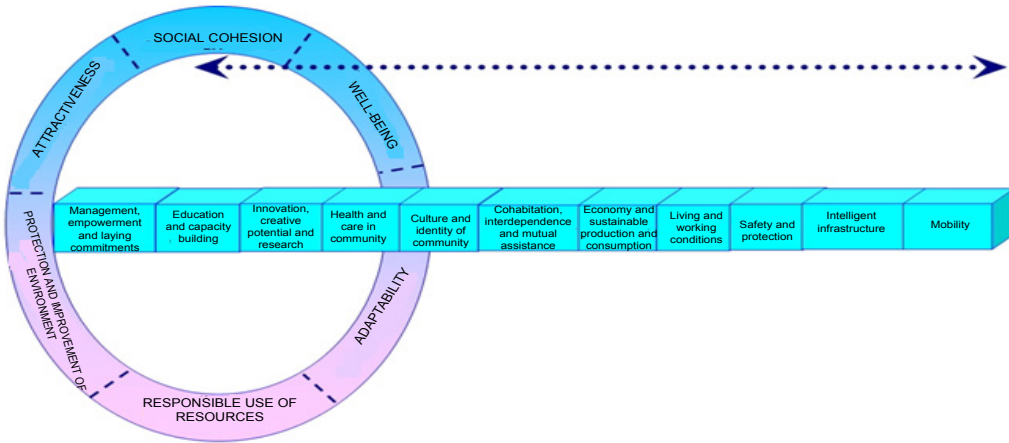 SOCIAL COHESION
ATTRACTIVENESS
WELL-BEING
Management,
empowerment
and laying
commitments
Education
and capacity
building
Innovation,
creative
potential and
research
Health and
care in
community
Culture and
identity of
community
Cohabitation,
interdependence
and mutual
assistance
Economy and
sustainable
production and
consumption
Living and
working
conditions
Safety and
protection
Intelligent
infrastructure
Mobility
PROTECTION AND IMPROVEMENT OF
ENVIRONMENT
ADAPTABILITY
RESPONSIBLE USE OF
RESOURCES